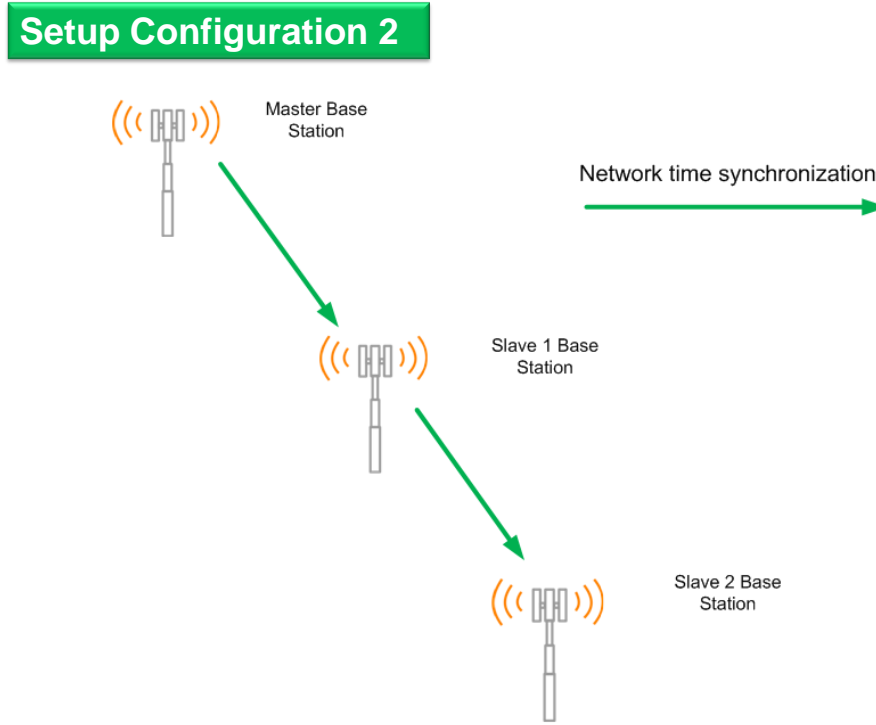 Setup Configuration 2
Master Base
Station
Network time synchronization
Slave 1 Base
Station
Slave 2 Base
Station